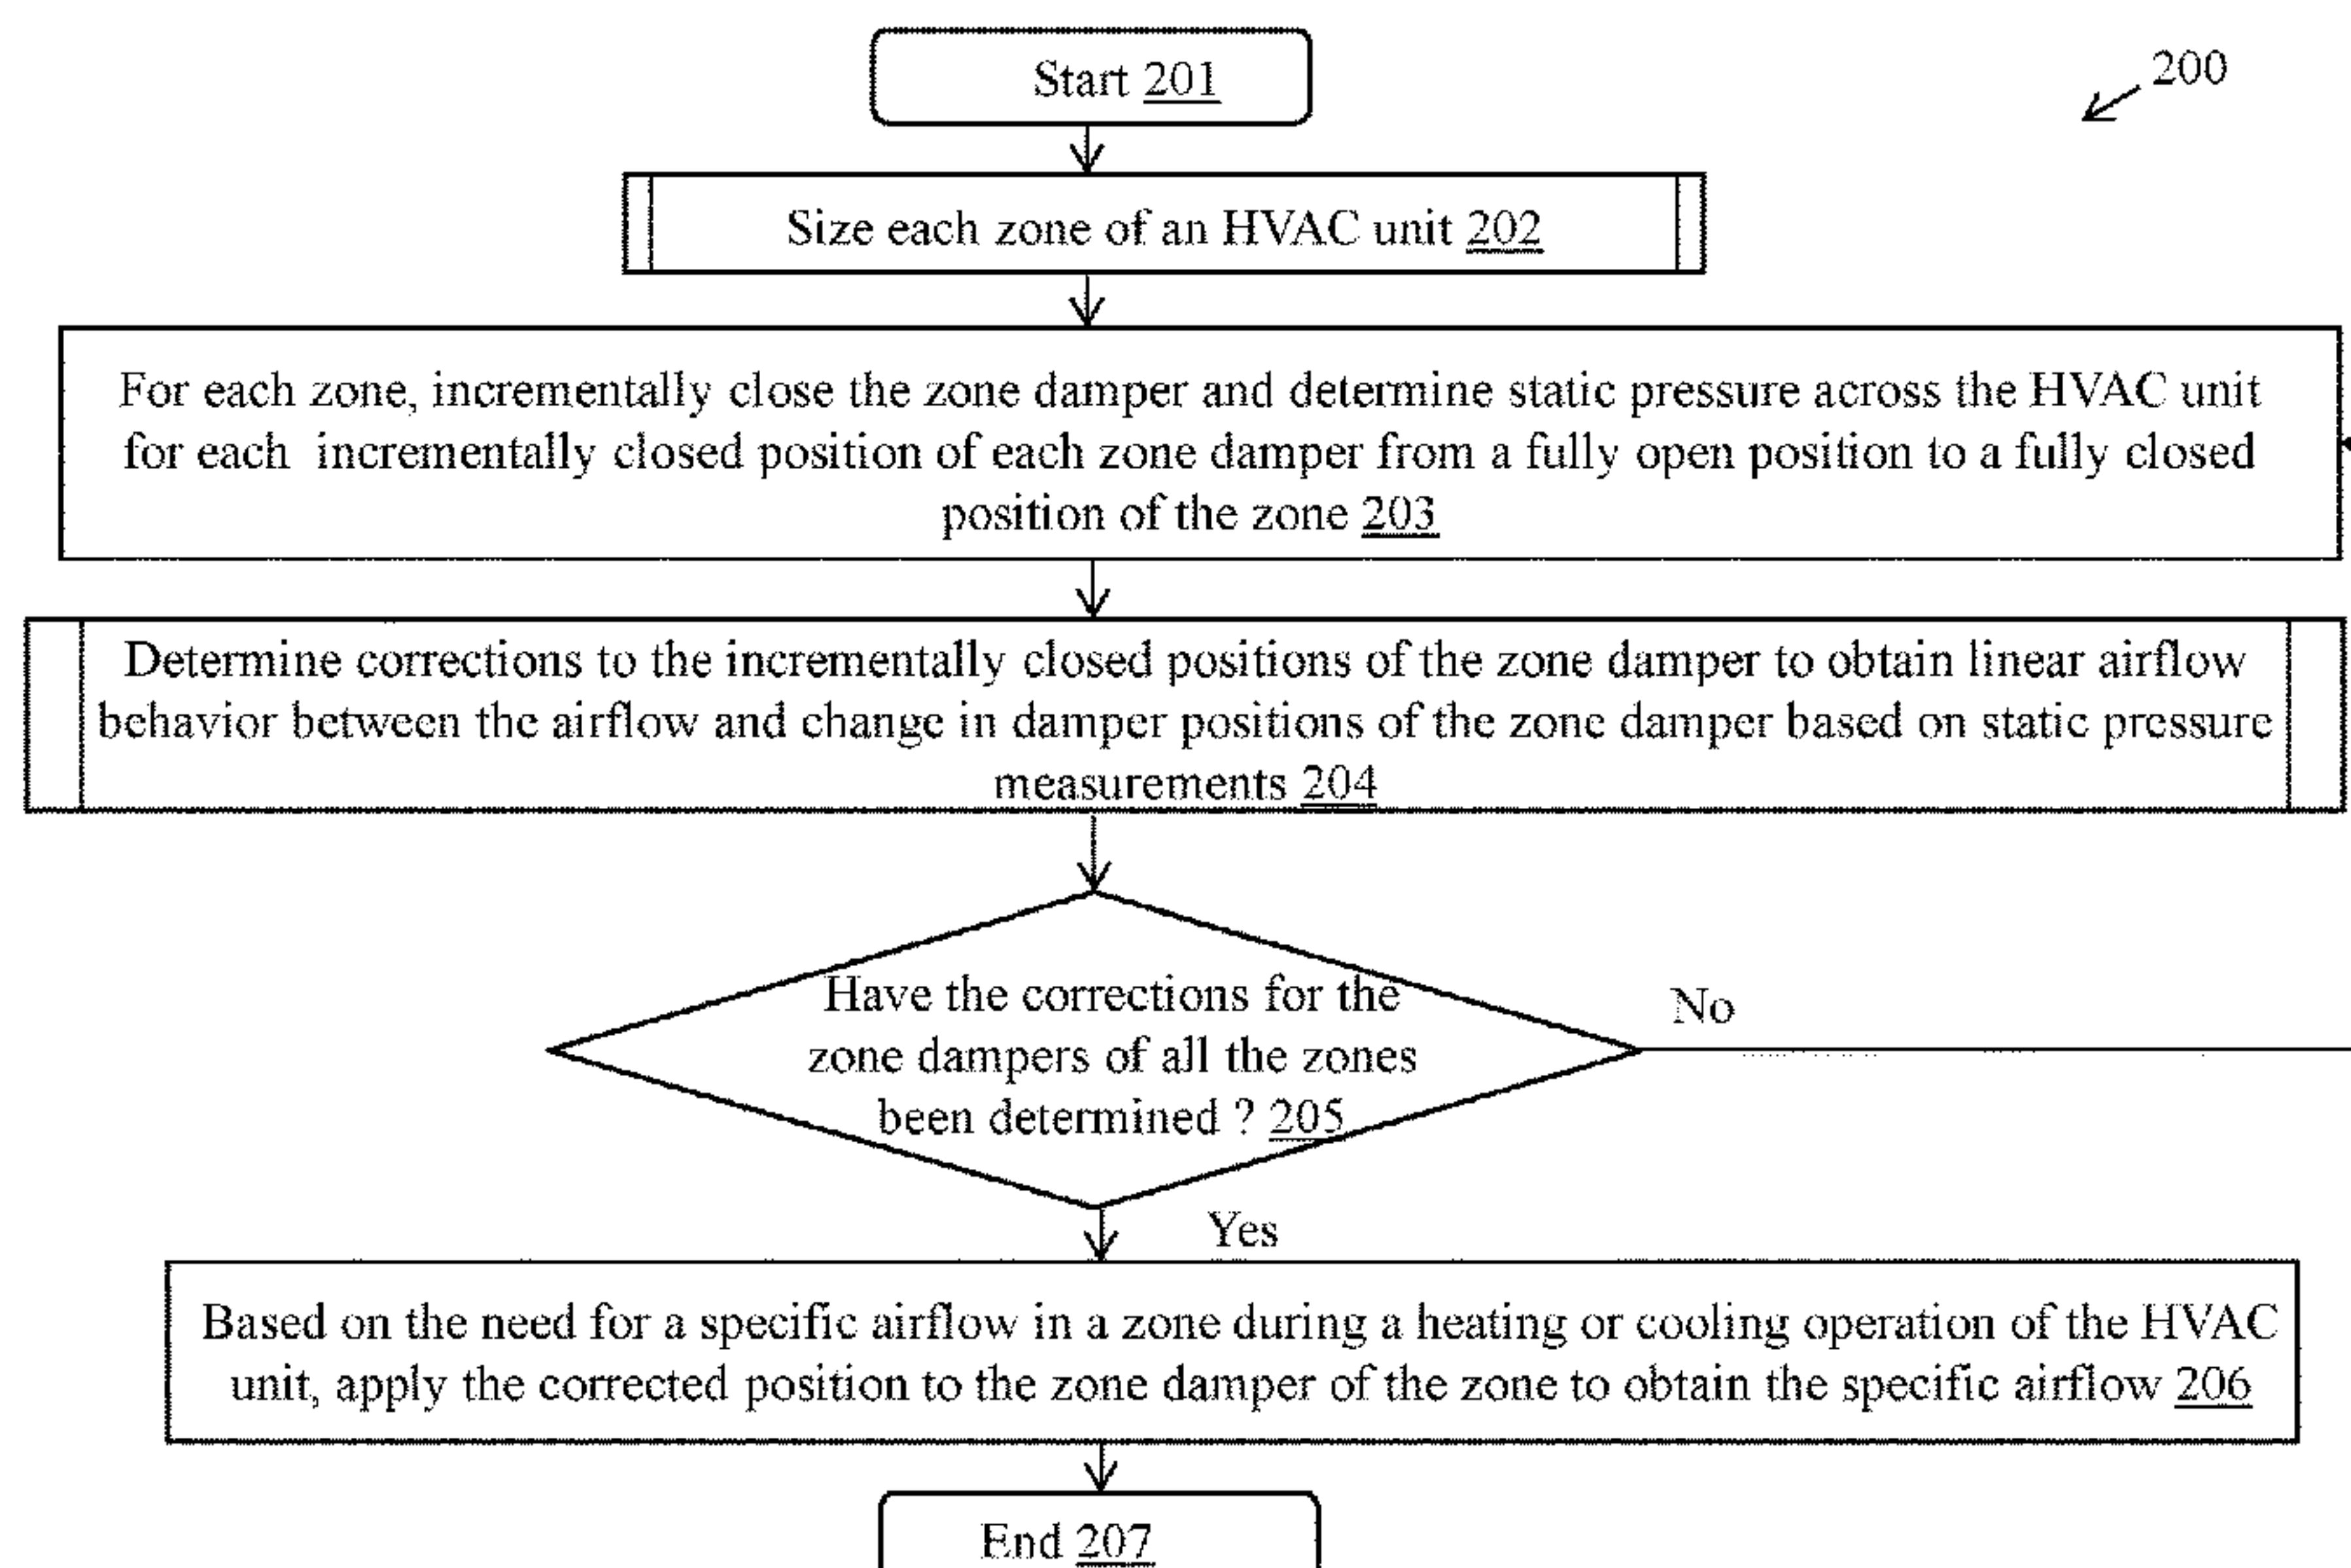 Start 201
200
Size each zone of an HVAC unit 202
For each zone, incrementally close the zone damper and determine static pressure across the HVAC unit
for each incrementally closed position of each zone damper from a fully open position to a fully closed
position of the zone 203
Determine corrections to the incrementally closed positions of the zone damper to obtain linear airflow
behavior between the airflow and change in damper positions of the zone damper based on static pressure
measurements 204
Have the corrections for the
zone dampers of all the zones
been determined ? 205
No
Yes
Based on the need for a specific airflow in a zone during a heating or cooling operation of the HVAC
unit, apply the corrected position to the zone damper of the zone to obtain the specific airflow 206
End 207